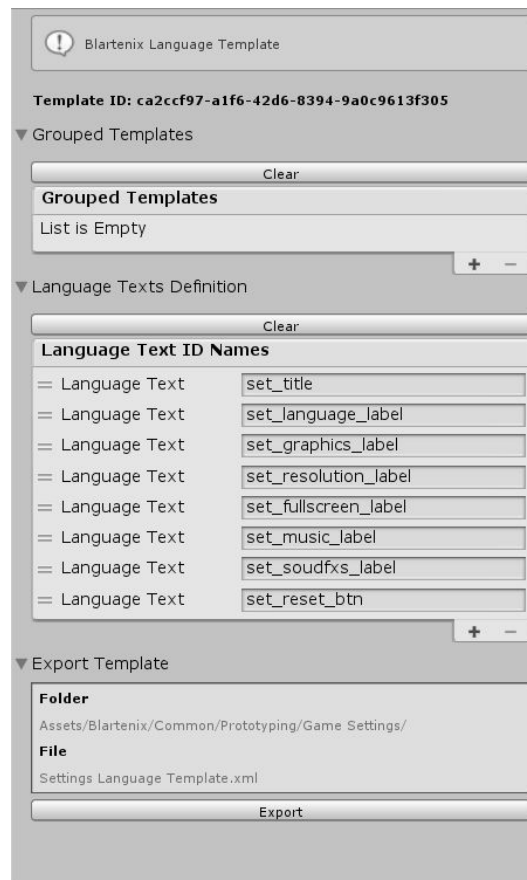 Blartenix Language Template
Template ID: ca2ccf97-a1f6-42d6-8394-9a0c9613f305
Grouped Templates
Clear
Grouped Templates
List is Empty
+ −
Language Texts Definition
Clear
Language Text ID Names
= Language Text set_title
= Language Text set_language_label
= Language Text set_graphics_label
= Language Text set_resolution_label
= Language Text set_fullscreen_label
= Language Text set_music_label
= Language Text set_soudfxs_label
= Language Text set_reset_btn
+ −
Export Template
Folder
Assets/Blartenix/Common/Prototyping/Game Settings/
File
Settings Language Template.xml
Export